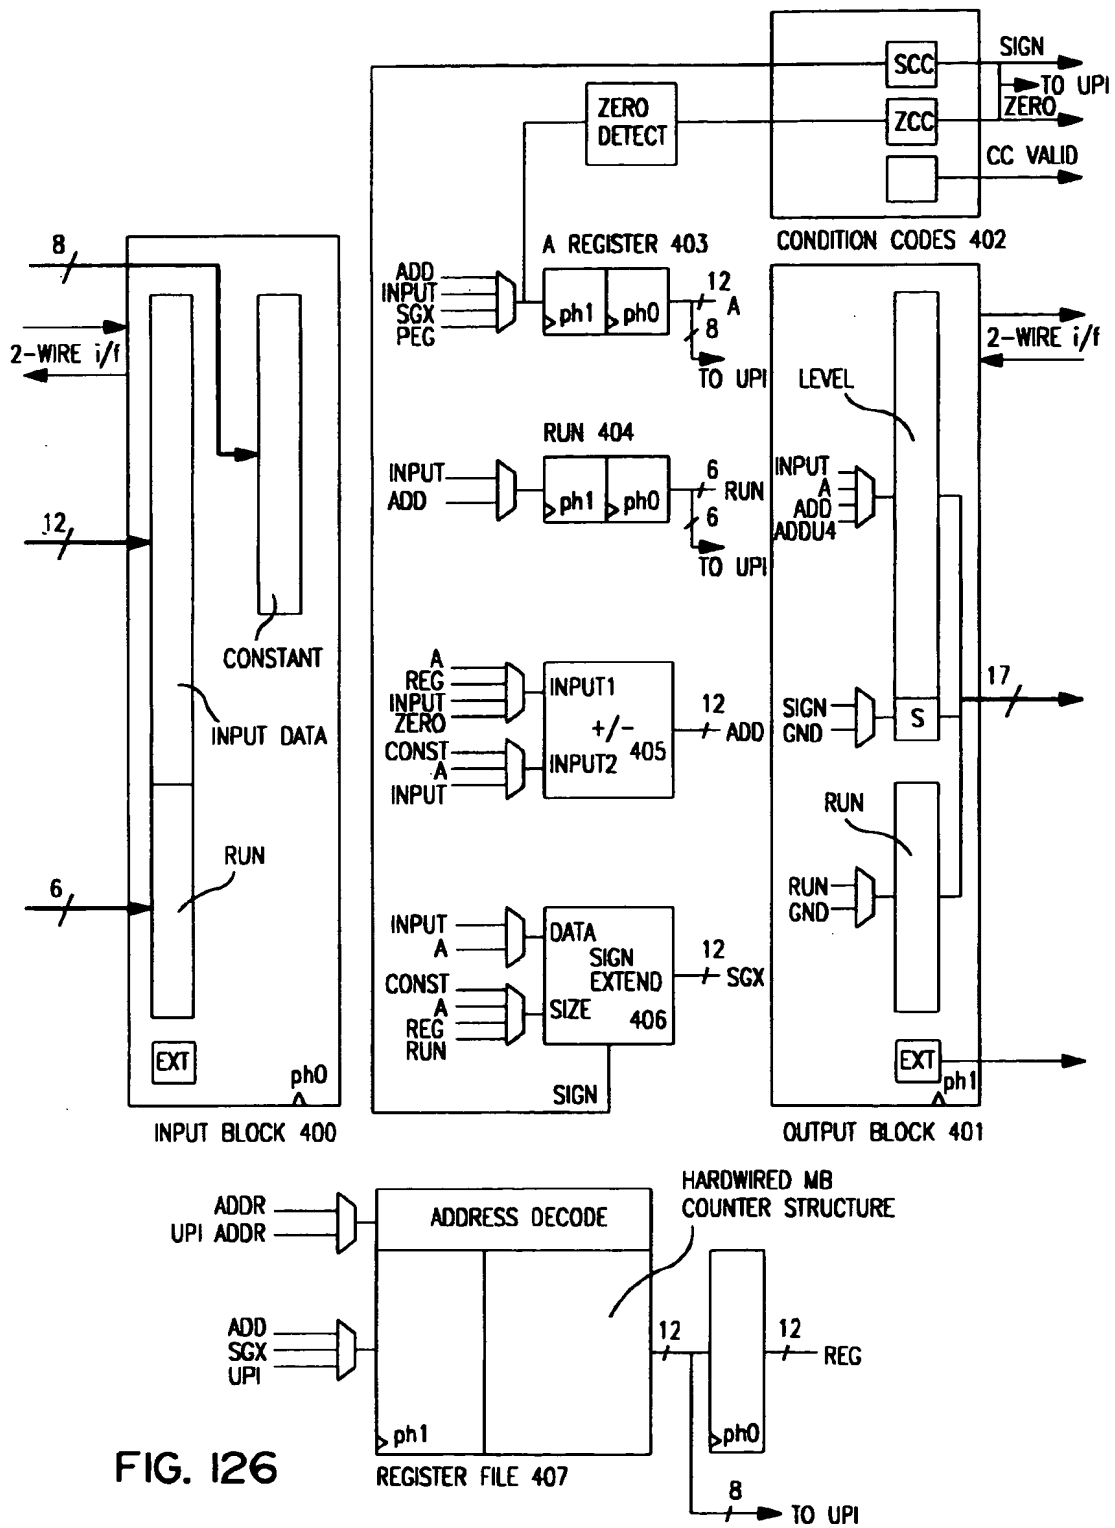 SCC
SIGN
TO UPI
ZCC
ZERO
CC VALID
CONDITION CODES 402
ZERO
DETECT
8
2-WIRE i/f
12
6
CONSTANT
INPUT DATA
RUN
EXT
ph0
INPUT BLOCK 400
A REGISTER 403
ADD
INPUT
SGX
PEG
ph1
ph0
12
A
8
TO UPI
RUN 404
INPUT
ADD
ph1
ph0
6
RUN
6
TO UPI
A
REG
INPUT
ZERO
CONST
A
INPUT
INPUT1
+/-
405
INPUT2
12
ADD
INPUT
A
CONST
A
REG
RUN
DATA
SIGN
EXTEND
SIZE
406
12
SGX
SIGN
2-WIRE i/f
LEVEL
INPUT
A
ADD
ADDU4
17
SIGN
GND
S
RUN
RUN
GND
EXT
ph1
OUTPUT BLOCK 401
HARDWIRED MB
COUNTER STRUCTURE
ADDR
UPI ADDR
ADDRESS DECODE
ADD
SGX
UPI
12
12
REG
ph1
ph0
REGISTER FILE 407
8
TO UPI
FIG. 126